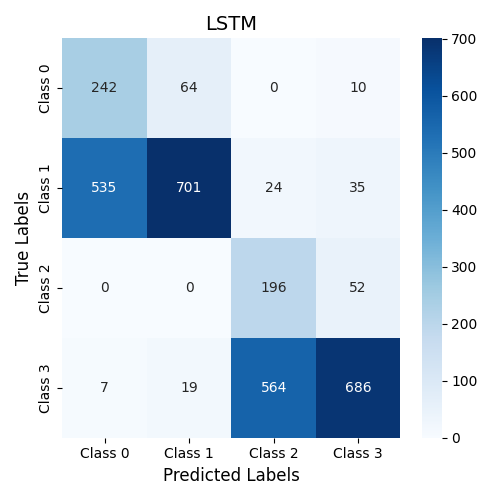 LSTM
700
Class 0
242 64 0 10
600
500
Class 1
535 701 24 35
400
True Labels
300
Class 2
0 0 196 52
200
Class 3
7 19 564 686
100
0
Class 0 Class 1 Class 2 Class 3
Predicted Labels